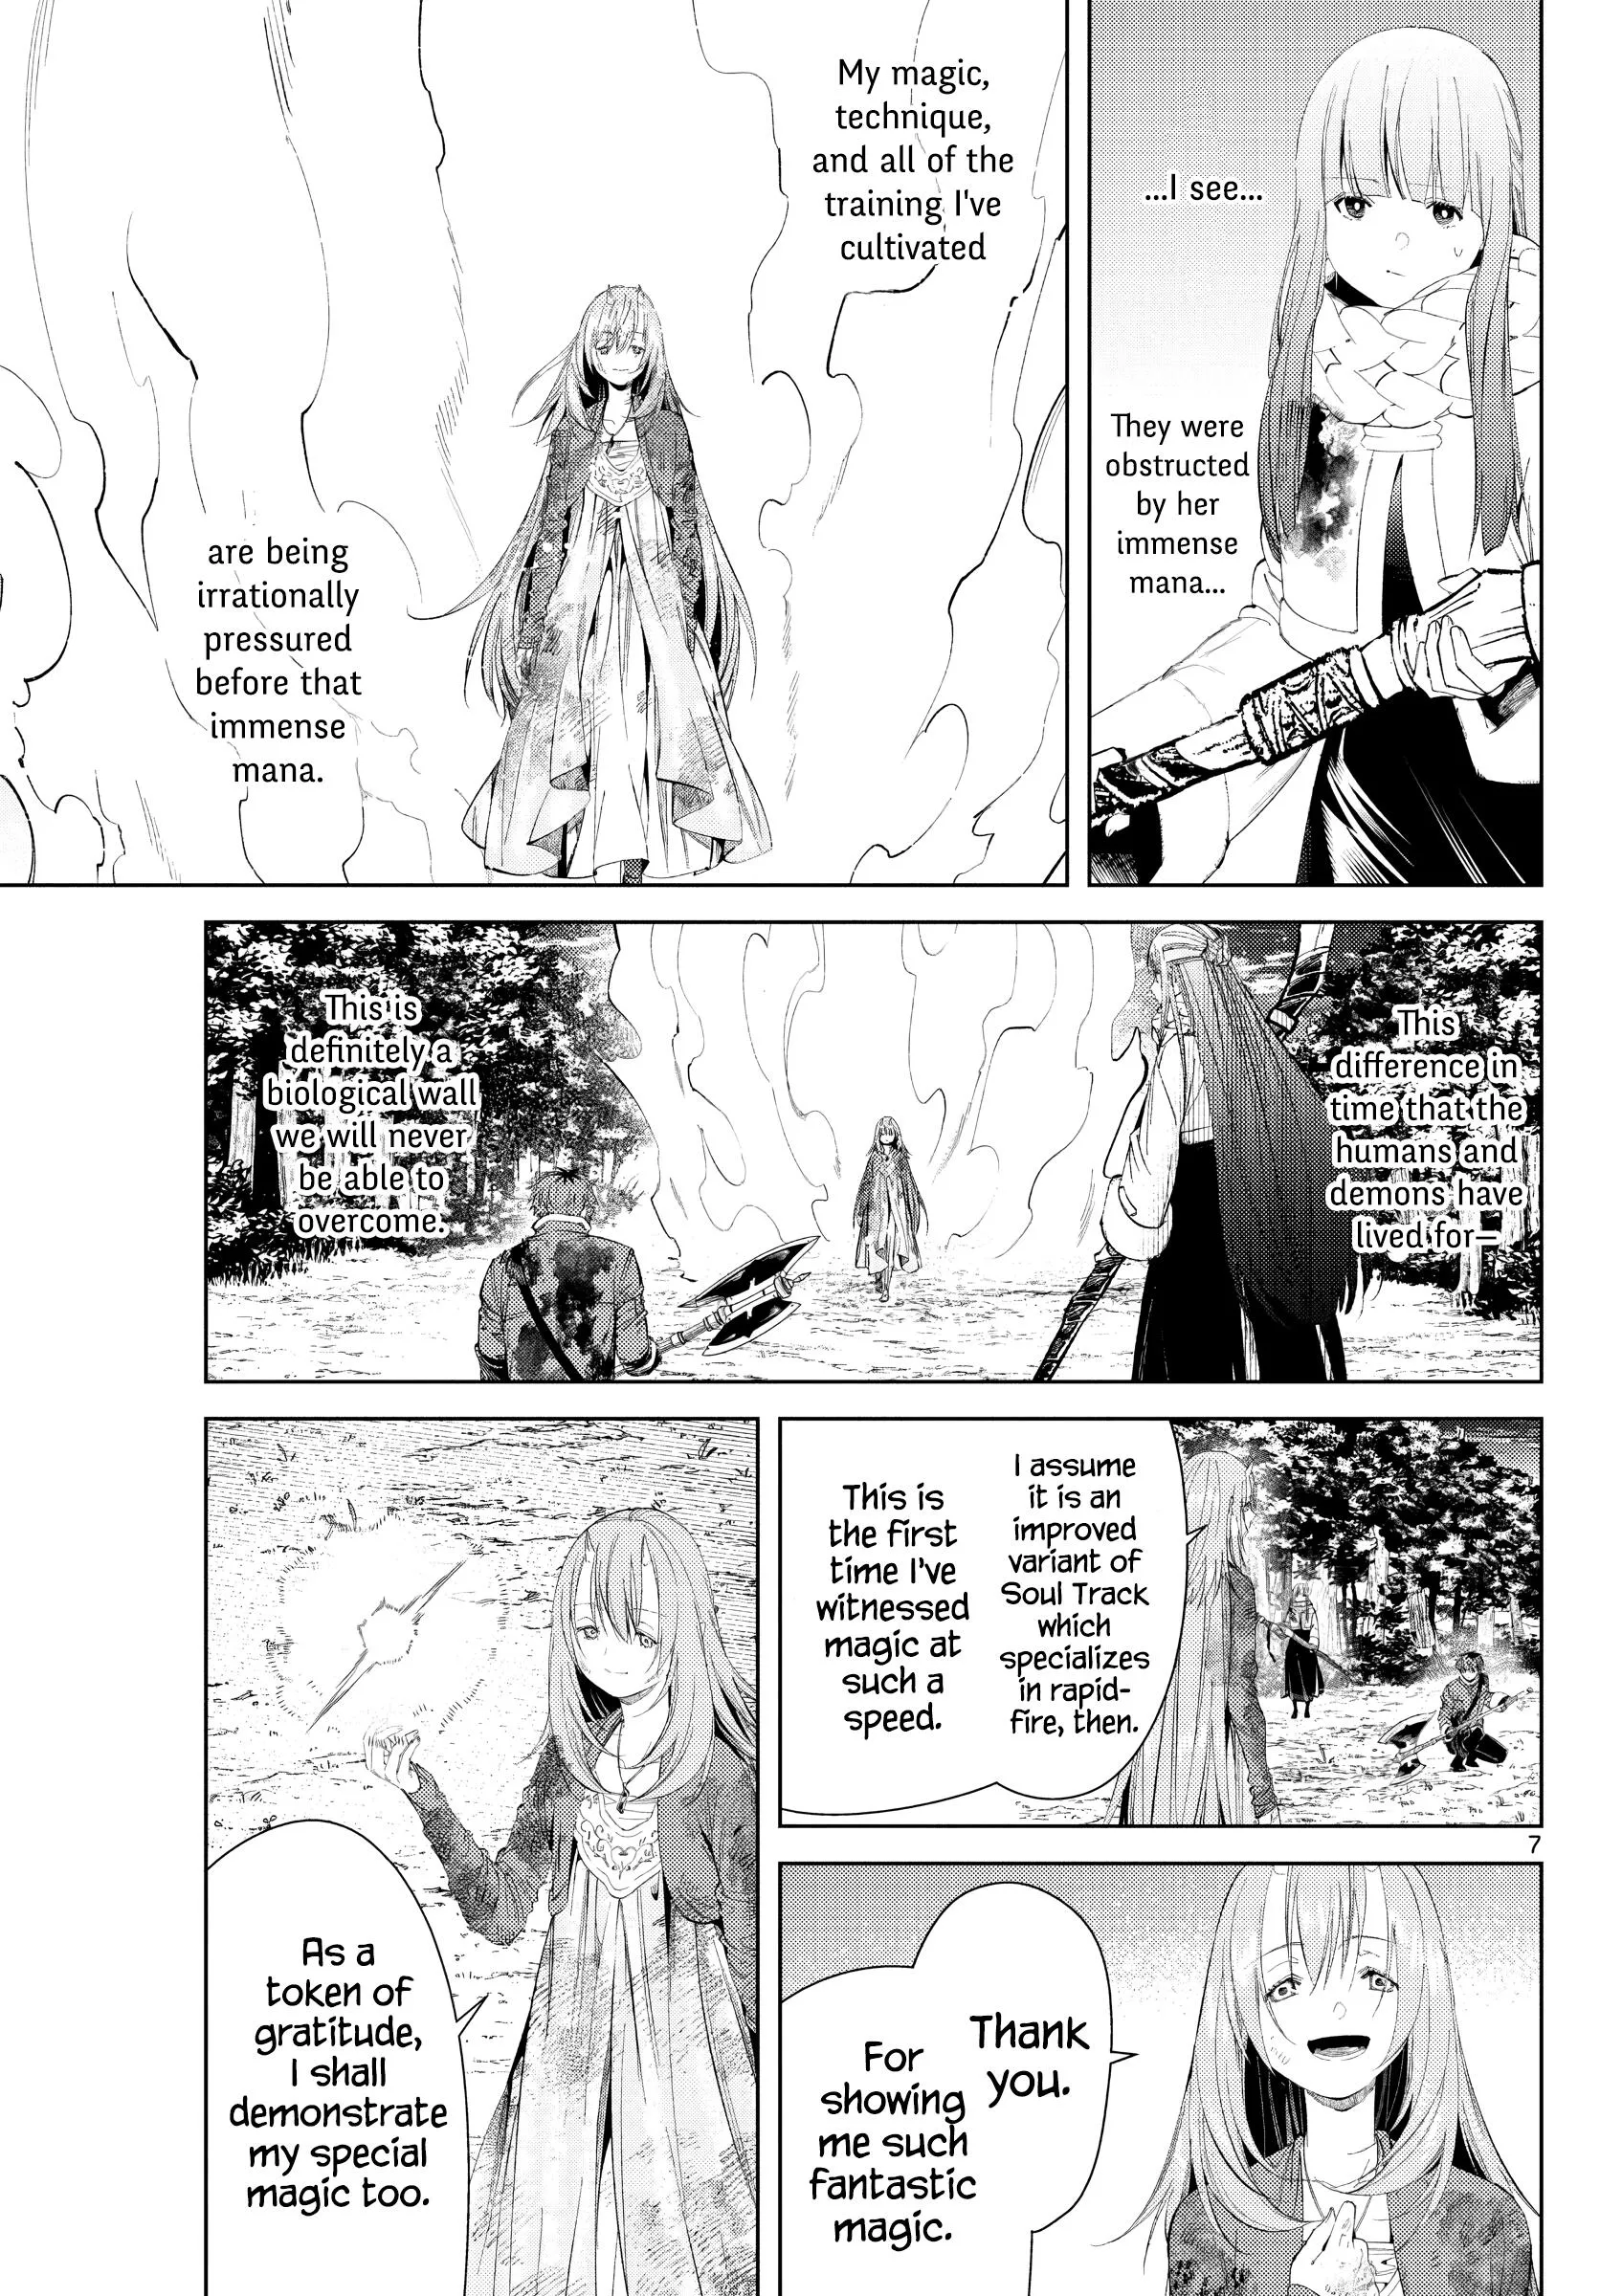 ...I see...
They were
obstructed
by her
immense
mana...
My magic,
technique,
and all of the
training I've
cultivated
are being
irrationally
pressured
before that
immense
mana.
This
difference in
time that the
humans and
demons have
lived for—
This is
definitely a
biological wall
we will never
be able to
overcome.
I assume
it is an
improved
variant of
Soul Track
which
specializes
in rapid-
fire, then.
This is
the first
time I've
witnessed
magic at
such a
speed.
7
Thank
you.
For
showing
me such
fantastic
magic.
As a
token of
gratitude,
I shall
demonstrate
my special
magic too.